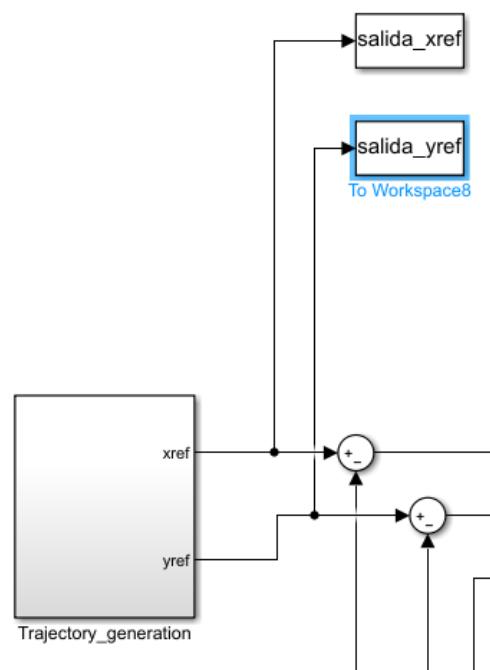 salida_xref
salida_yref
To Workspace8
xref
+
−
yref
+
−
Trajectory_generation